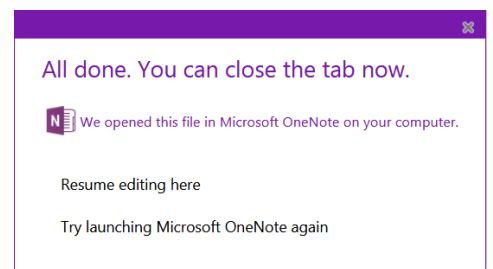 All done. You can close the tab now.
N We opened this file in Microsoft OneNote on your computer.
Resume editing here
Try launching Microsoft OneNote again